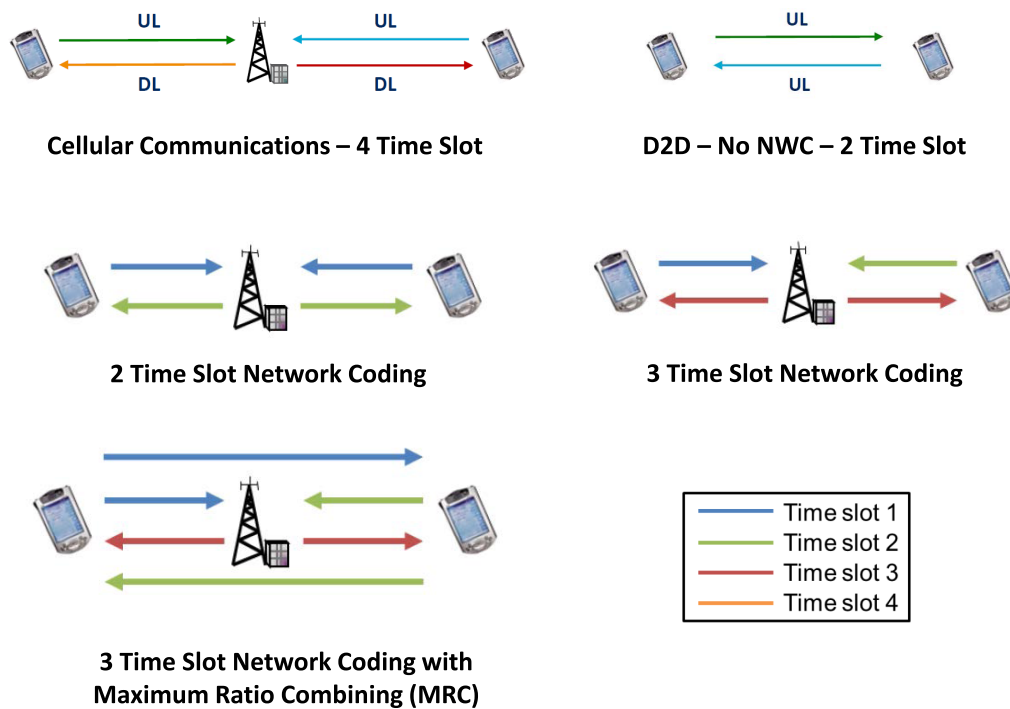 UL
UL
DL
DL
Cellular Communications – 4 Time Slot
UL
UL
D2D – No NWC – 2 Time Slot
2 Time Slot Network Coding
3 Time Slot Network Coding
Time slot 1
Time slot 2
Time slot 3
Time slot 4
3 Time Slot Network Coding with
Maximum Ratio Combining (MRC)